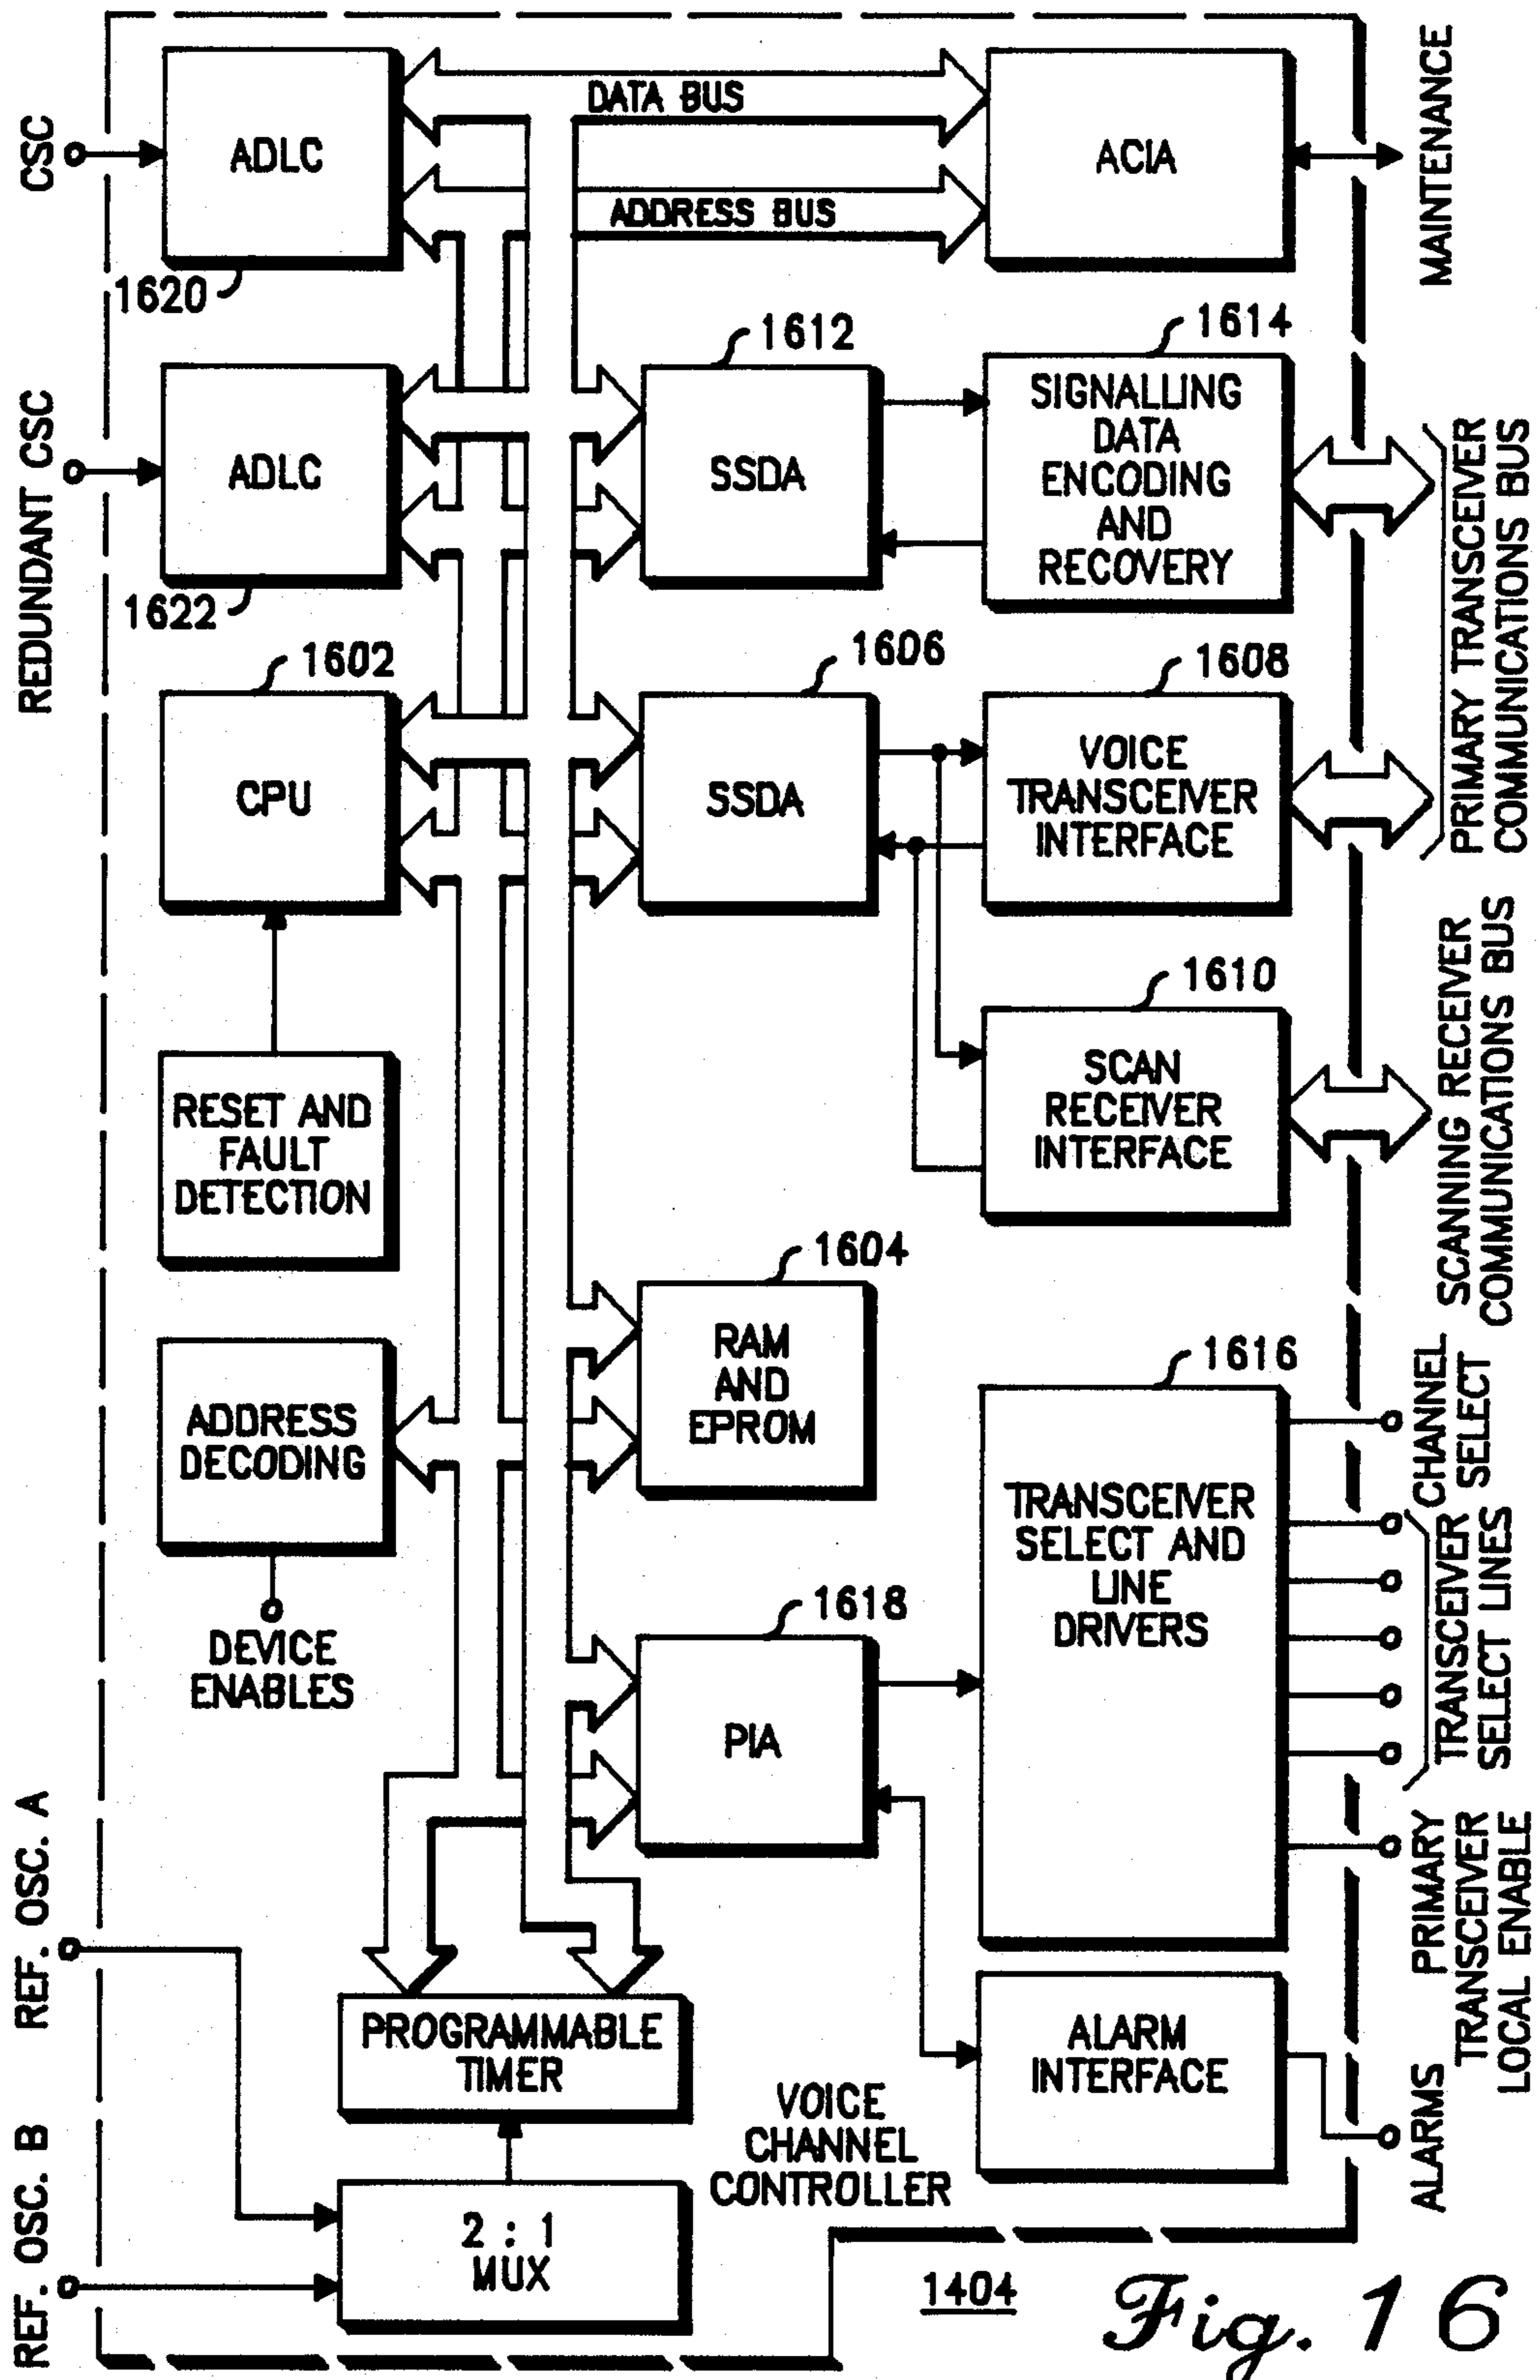 CSC
ADLC
1620
DATA BUS
ADDRESS BUS
ACIA
MAINTENANCE
REDUNDANT CSC
ADLC
1622
1612
SSDA
1614
SIGNALLING
DATA
ENCODING
AND
RECOVERY
PRIMARY TRANSCEIVER
COMMUNICATIONS BUS
1602
CPU
1606
SSDA
1608
VOICE
TRANSCEIVER
INTERFACE
1610
SCAN
RECEIVER
INTERFACE
SCANNING RECEIVER
COMMUNICATIONS BUS
RESET AND
FAULT
DETECTION
1604
RAM
AND
EPROM
ADDRESS
DECODING
DEVICE
ENABLES
1616
TRANSCEIVER
SELECT AND
LINE
DRIVERS
CHANNEL
SELECT
TRANSCEIVER
SELECT LINES
1618
PIA
PRIMARY
TRANSCEIVER
LOCAL ENABLE
REF. OSC. A
PROGRAMMABLE
TIMER
ALARM
INTERFACE
ALARMS
REF. OSC. B
2 : 1
MUX
VOICE
CHANNEL
CONTROLLER
1404
Fig. 16